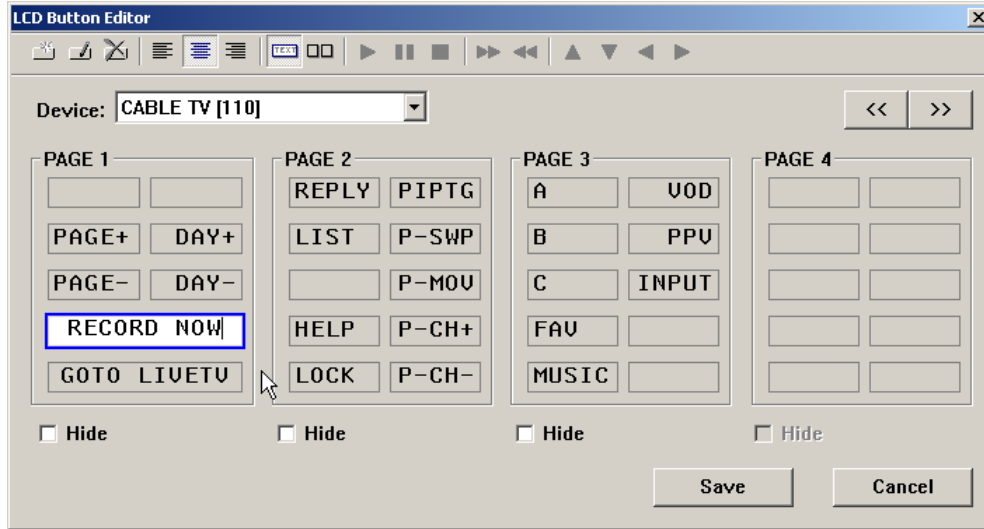 LCD Button Editor
TEXT
Device: CABLE TV [110] << >>
PAGE 1 PAGE 2 PAGE 3 PAGE 4
REPLY PIPTG A VOD
PAGE+ DAY+ LIST P-SWP B PPV
PAGE- DAY- P-MOV C INPUT
RECORD NOW HELP P-CH+ FAV
GOTO LIVETV LOCK P-CH- MUSIC
Hide Hide Hide Hide
Save Cancel